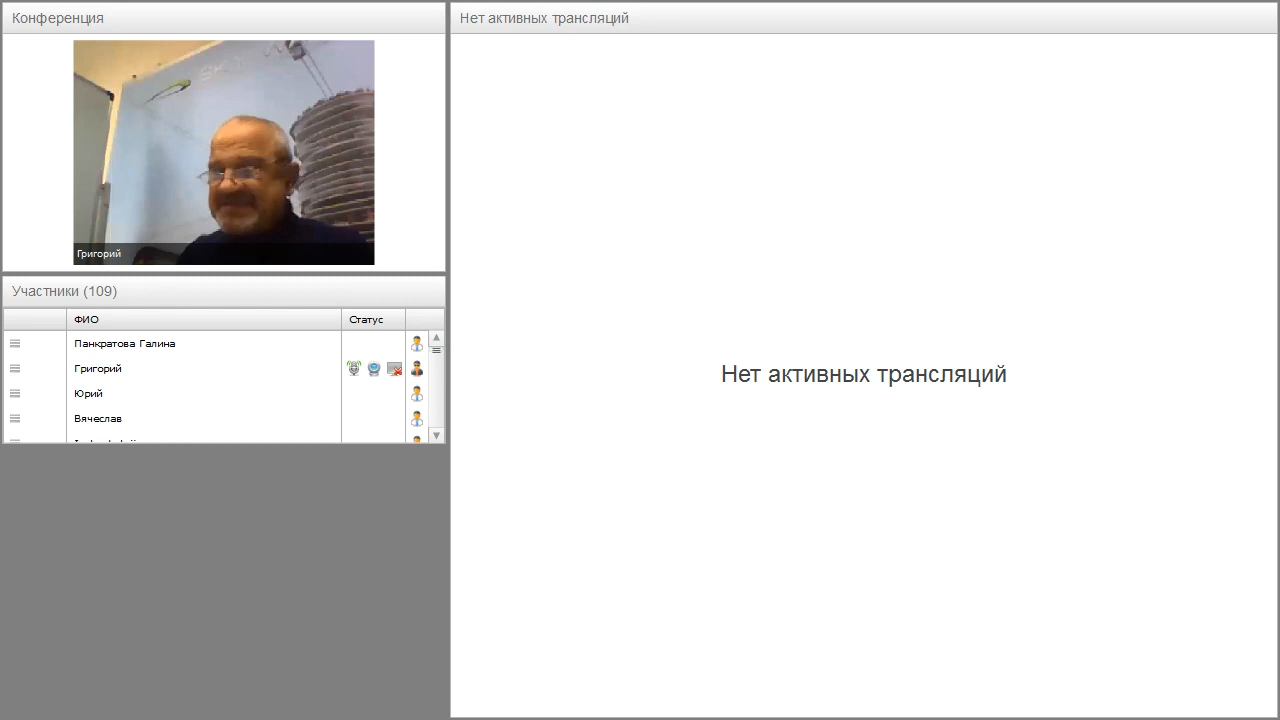 Конференция
Григорий
Участники (109)
ФИО
Статус
Панкратова Галина
Григорий
Юрий
Вячеслав
Нет активных трансляций
Нет активных трансляций